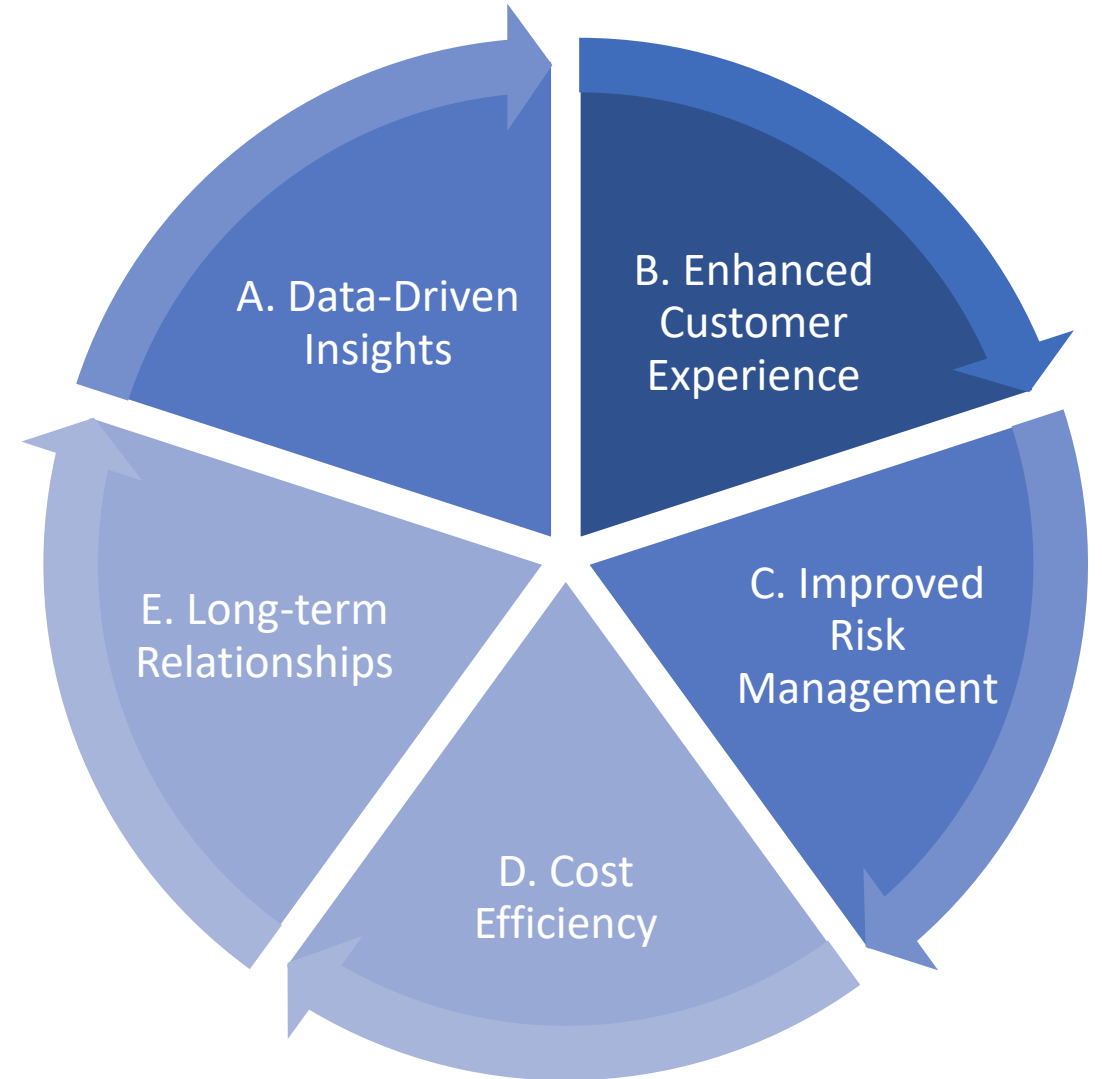 A. Data-Driven
Insights
B. Enhanced
Customer
Experience
C. Improved
Risk
Management
D. Cost
Efficiency
E. Long-term
Relationships